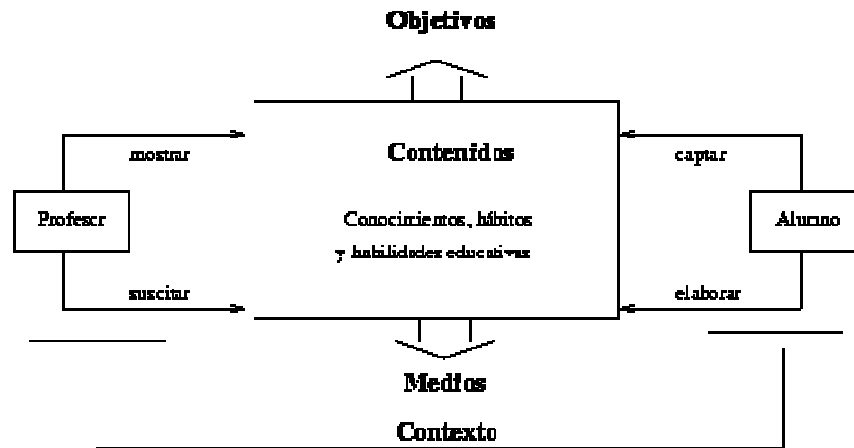 Objetivos
mostrar
Contenidos
captar
Profesor
Conocimientos, hábitos
y habilidades educativas
Alumno
suscitar
elaborar
Medios
Contexto